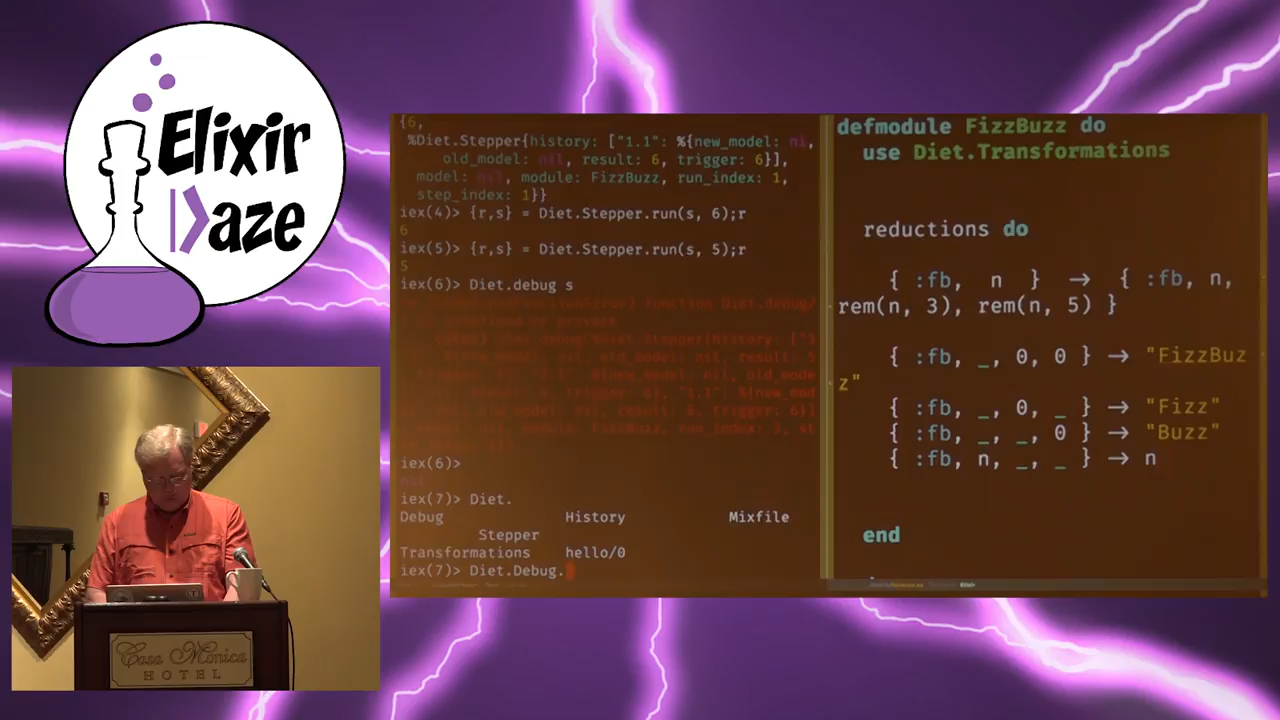 Elixir
Daze
{6,
%Diet.Stepper{history: ["1.1": %{new_model: ni,
old_model: nil, result: 6, trigger: 6}],
model: nil, module: FizzBuzz, run_index: 1,
step_index: 1}}
iex(4)> {r,s} = Diet.Stepper.run(s, 6);r
6
iex(5)> {r,s} = Diet.Stepper.run(s, 5);r
5
iex(6)> Diet.debug s
iex(6)>
nil
iex(7)> Diet.
Debug History Mixfile
Stepper
Transformations hello/0
iex(7)> Diet.Debug.
defmodule FizzBuzz do
use Diet.Transformations
reductions do
{ :fb, n } → { :fb, n,
rem(n, 3), rem(n, 5) }
{ :fb, _, 0, 0 } → "FizzBuz
z"
{ :fb, _, 0, _ } → "Fizz"
{ :fb, _, _, 0 } → "Buzz"
{ :fb, n, _, _ } → n
end
Casa Monica
HOTEL